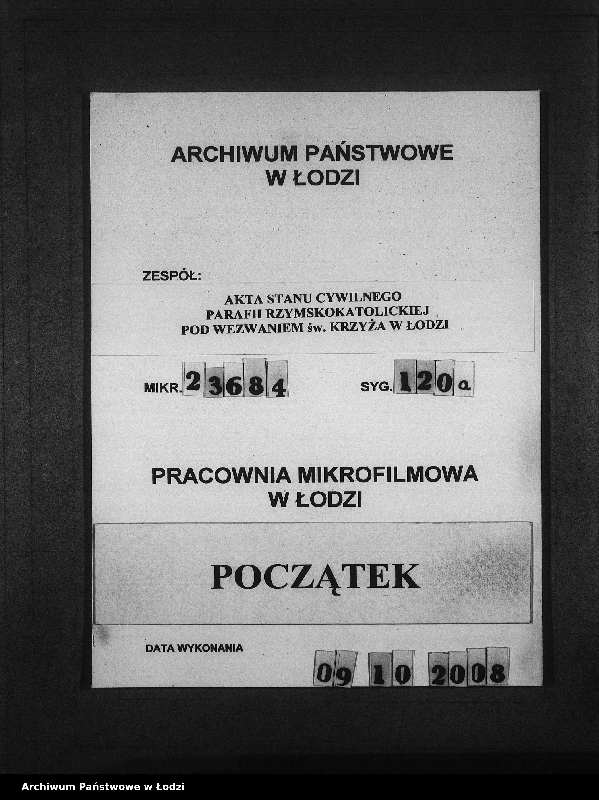 ARCHIWUM PAŃSTWOWE
W ŁODZI
ZESPÓŁ:
AKTA STANU CYWILNEGO
PARAFII RZYMSKOKATOLICKIEJ
POD WEZWANIEM św. KRZYŻA W ŁODZI
MIKR. 23684 SYG. 120a
PRACOWNIA MIKROFILMOWA
W ŁODZI
POCZĄTEK
DATA WYKONANIA 09 10 2008
Archiwum Państwowe w Łodzi